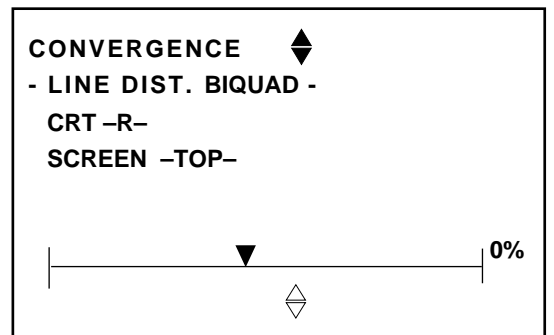 CONVERGENCE
- LINE DIST. BIQUAD -
CRT –R–
SCREEN –TOP–
0%